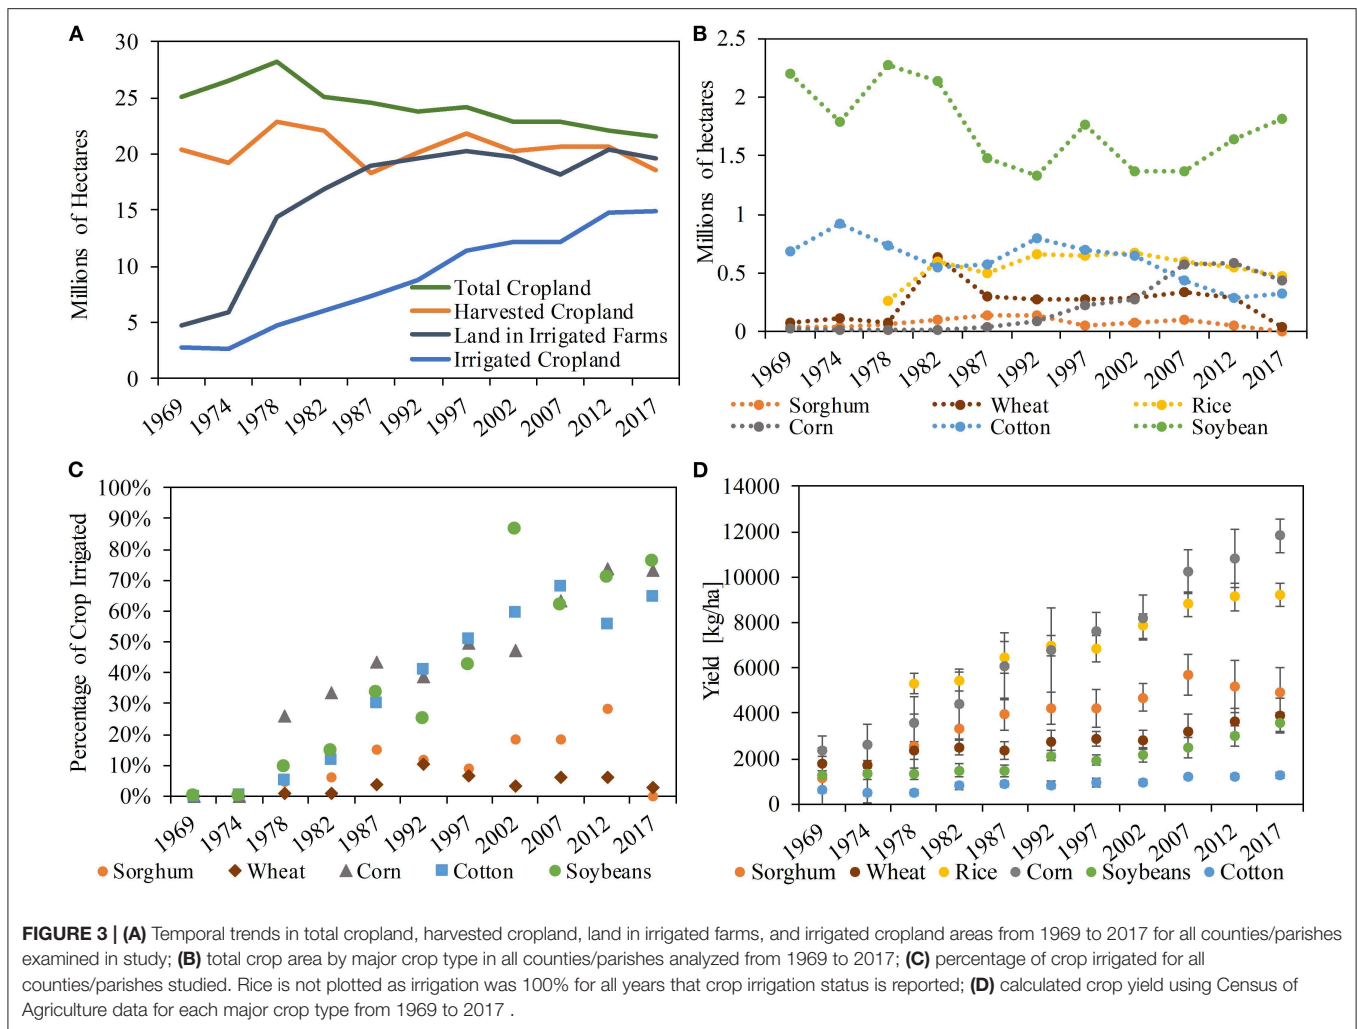 A
30
25
20
15
10
5
0
Millions of Hectares
Total Cropland
Harvested Cropland
Land in Irrigated Farms
Irrigated Cropland
1969 1974 1978 1982 1987 1992 1997 2002 2007 2012 2017
B
2.5
2
1.5
1
0.5
0
Millions of hectares
1969 1974 1978 1982 1987 1992 1997 2002 2007 2012 2017
Sorghum Wheat Rice
Corn Cotton Soybean
C
100%
90%
80%
70%
60%
50%
40%
30%
20%
10%
0%
Percentage of Crop Irrigated
1969 1974 1978 1982 1987 1992 1997 2002 2007 2012 2017
Sorghum Wheat Corn Cotton Soybeans
D
14000
12000
10000
8000
6000
4000
2000
0
Yield [kg/ha]
1969 1974 1978 1982 1987 1992 1997 2002 2007 2012 2017
Sorghum Wheat Rice Corn Soybeans Cotton
FIGURE 3 | (A) Temporal trends in total cropland, harvested cropland, land in irrigated farms, and irrigated cropland areas from 1969 to 2017 for all counties/parishes
examined in study; (B) total crop area by major crop type in all counties/parishes analyzed from 1969 to 2017; (C) percentage of crop irrigated for all
counties/parishes studied. Rice is not plotted as irrigation was 100% for all years that crop irrigation status is reported; (D) calculated crop yield using Census of
Agriculture data for each major crop type from 1969 to 2017 .